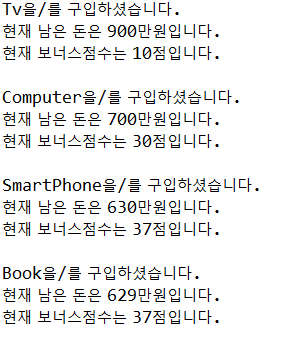 Tv을/를 구입하셨습니다.
현재 남은 돈은 900만원입니다.
현재 보너스점수는 10점입니다.
Computer을/를 구입하셨습니다.
현재 남은 돈은 700만원입니다.
현재 보너스점수는 30점입니다.
SmartPhone을/를 구입하셨습니다.
현재 남은 돈은 630만원입니다.
현재 보너스점수는 37점입니다.
Book을/를 구입하셨습니다.
현재 남은 돈은 629만원입니다.
현재 보너스점수는 37점입니다.